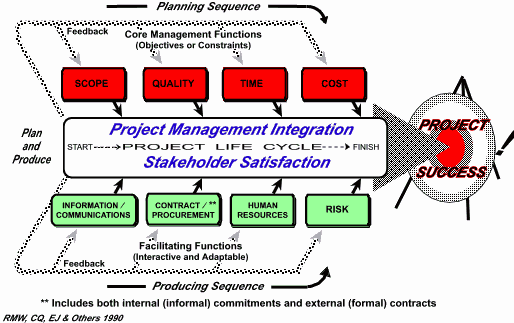 Planning Sequence
Feedback
Core Management Functions
(Objectives or Constraints)
SCOPE
QUALITY
TIME
COST
Plan
and
Produce
Project Management Integration
START
PROJECT LIFE CYCLE
FINISH
Stakeholder Satisfaction
PROJECT
SUCCESS
!
INFORMATION /
COMMUNICATIONS
CONTRACT / **
PROCUREMENT
HUMAN
RESOURCES
RISK
Facilitating Functions
(Interactive and Adaptable)
Feedback
Producing Sequence
** Includes both internal (informal) commitments and external (formal) contracts
RMW, CQ, EJ & Others 1990